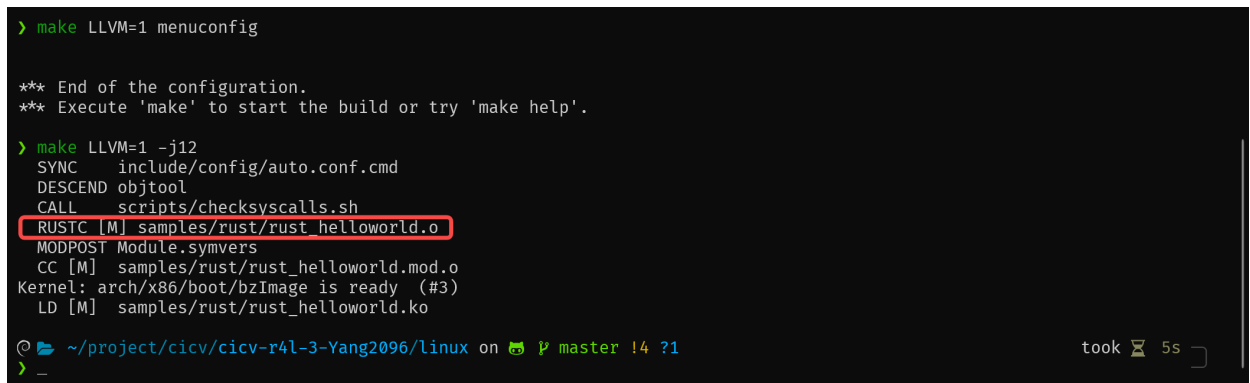 ❯ make LLVM=1 menuconfig
*** End of the configuration.
*** Execute 'make' to start the build or try 'make help'.
❯ make LLVM=1 -j12
SYNC    include/config/auto.conf.cmd
DESCEND objtool
CALL    scripts/checksyscalls.sh
RUSTC [M] samples/rust/rust_helloworld.o
MODPOST Module.symvers
CC [M]  samples/rust/rust_helloworld.mod.o
Kernel: arch/x86/boot/bzImage is ready  (#3)
LD [M]  samples/rust/rust_helloworld.ko
~/project/cicv/cicv-r4l-3-Yang2096/linux on master !4 ?1 took 5s
❯ _